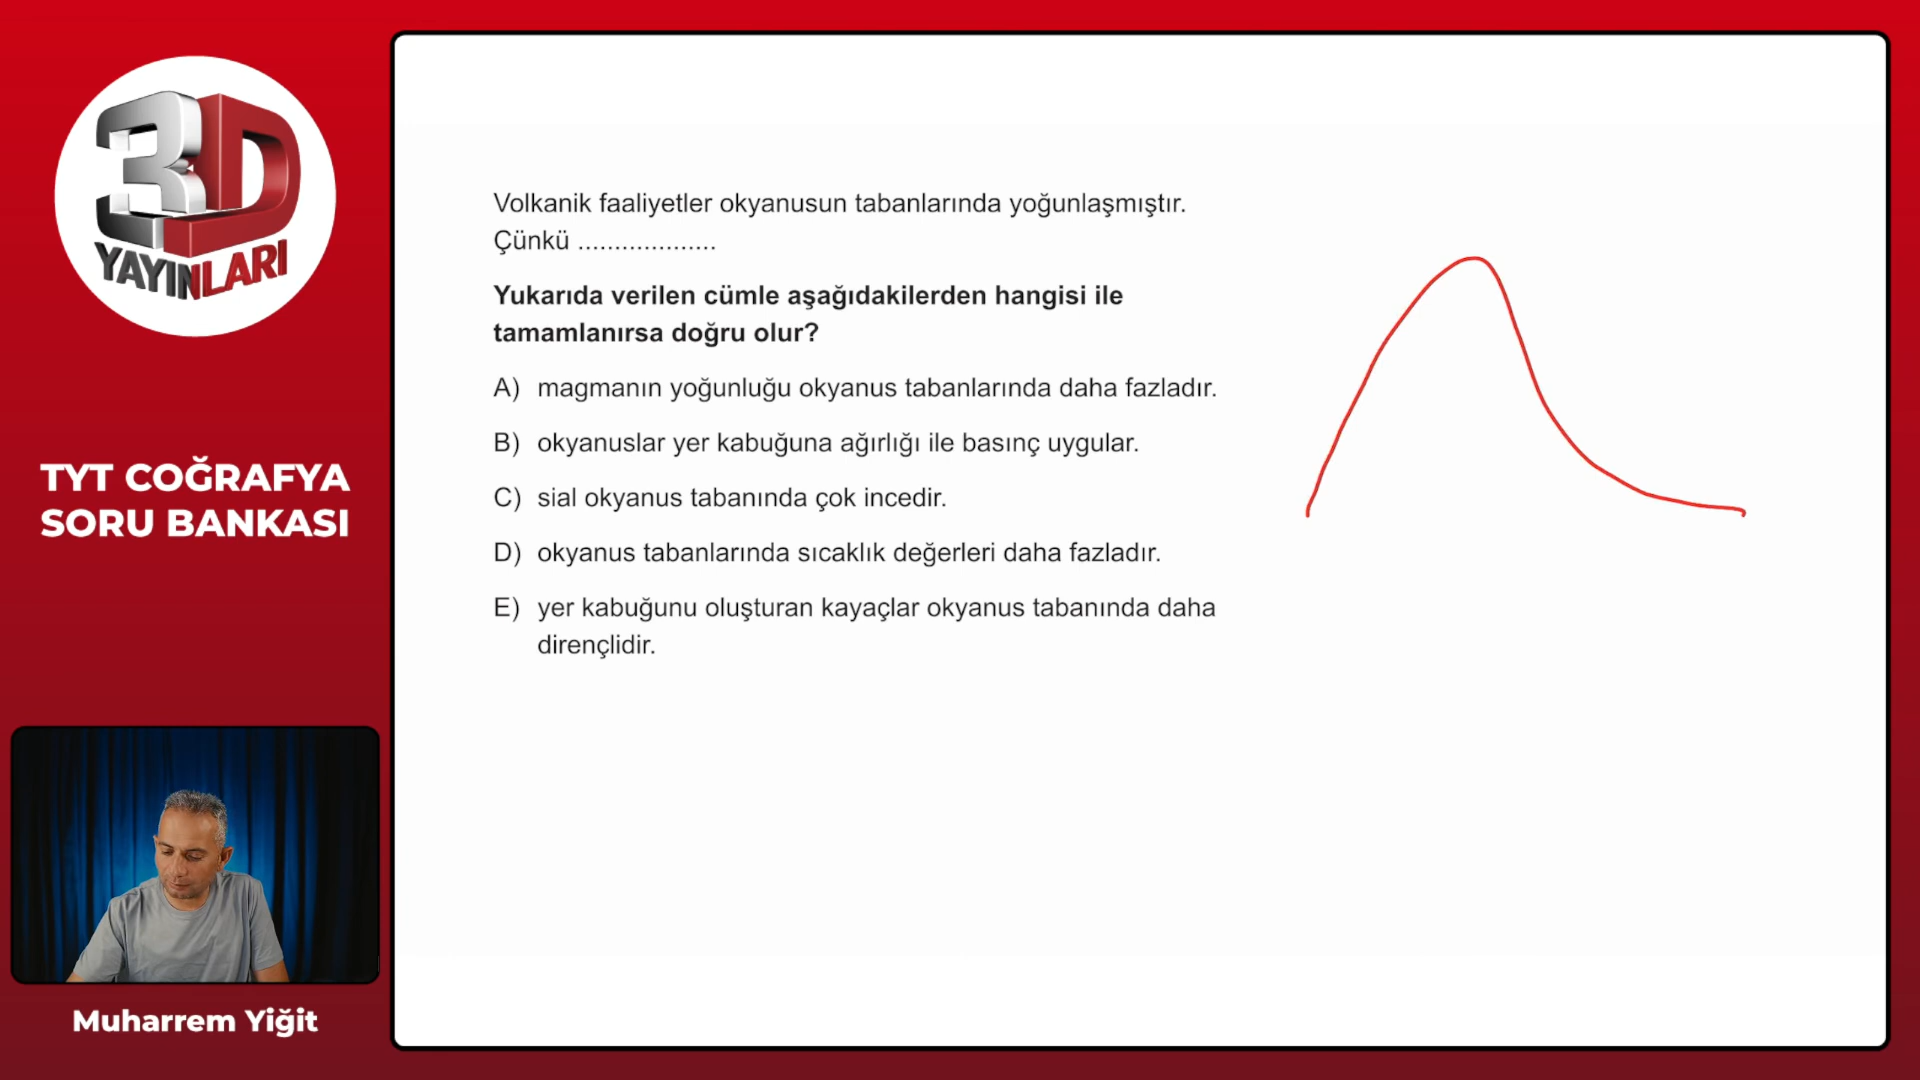 3D
YAYINLARI
TYT COĞRAFYA
SORU BANKASI
Muharrem Yiğit
Volkanik faaliyetler okyanusun tabanlarında yoğunlaşmıştır.
Çünkü ...................
Yukarıda verilen cümle aşağıdakilerden hangisi ile
tamamlanırsa doğru olur?
A) magmanın yoğunluğu okyanus tabanlarında daha fazladır.
B) okyanuslar yer kabuğuna ağırlığı ile basınç uygular.
C) sial okyanus tabanında çok incedir.
D) okyanus tabanlarında sıcaklık değerleri daha fazladır.
E) yer kabuğunu oluşturan kayaçlar okyanus tabanında daha
dirençlidir.